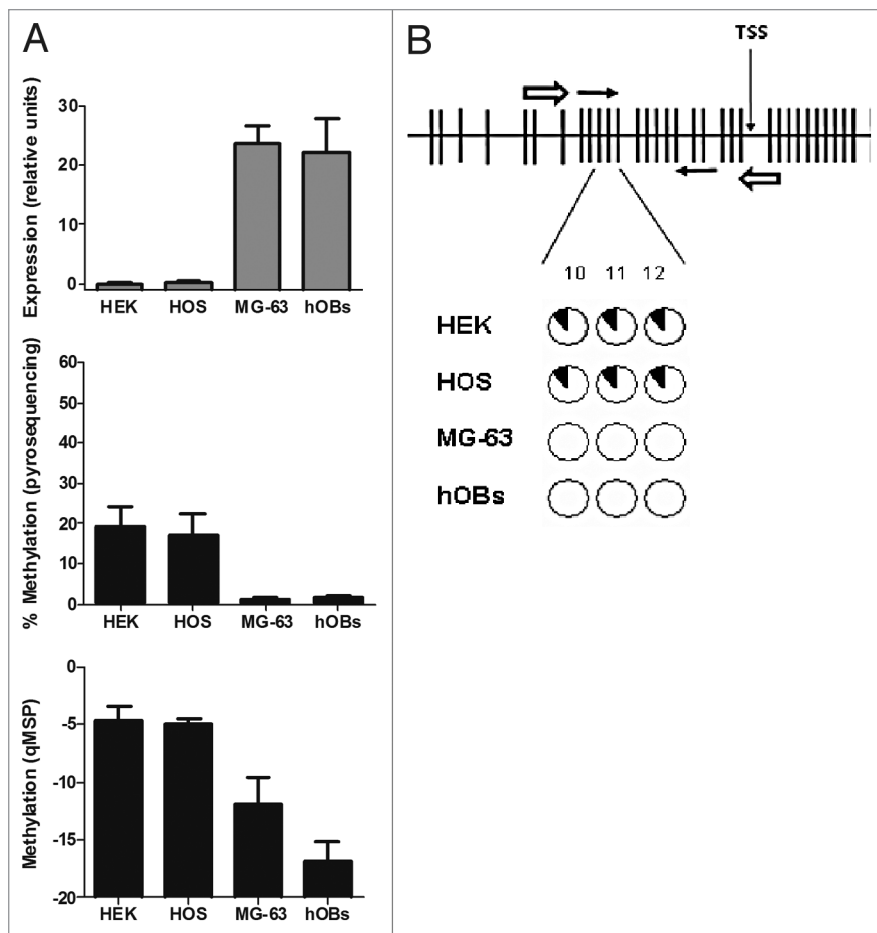 A
Expression (relative units)
30
20
10
0
HEK HOS MG-63 hOBs
% Methylation (pyrosequencing)
60
50
40
30
20
10
0
HEK HOS MG-63 hOBs
Methylation (qMSP)
0
-5
-10
-15
-20
HEK HOS MG-63 hOBs
B
TSS
10 11 12
HEK
HOS
MG-63
hOBs